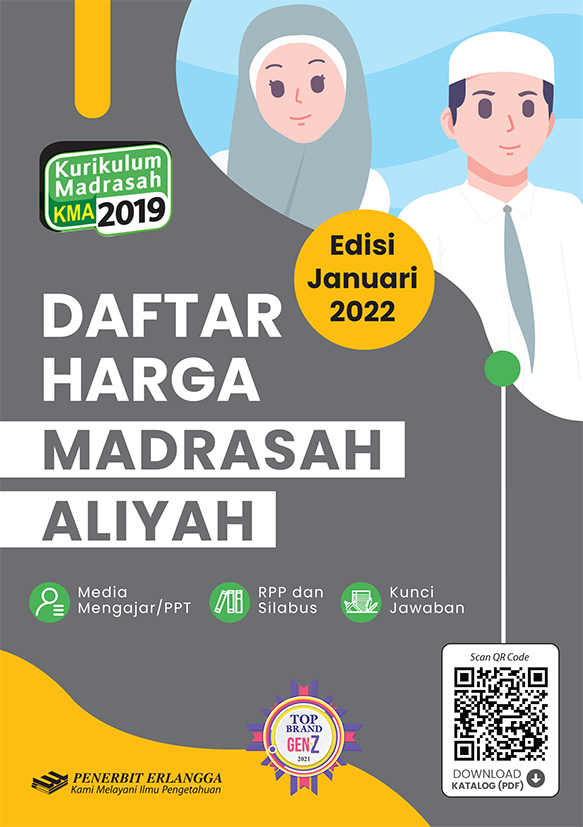 Kurikulum
Madrasah
KMA 2019
Edisi
Januari
2022
DAFTAR
HARGA
MADRASAH
ALIYAH
Media
Mengajar/PPT
RPP dan
Silabus
Kunci
Jawaban
Scan QR Code
DOWNLOAD
KATALOG (PDF)
TOP
BRAND
GEN-Z
2021
PENERBIT ERLANGGA
Kami Melayani Ilmu Pengetahuan